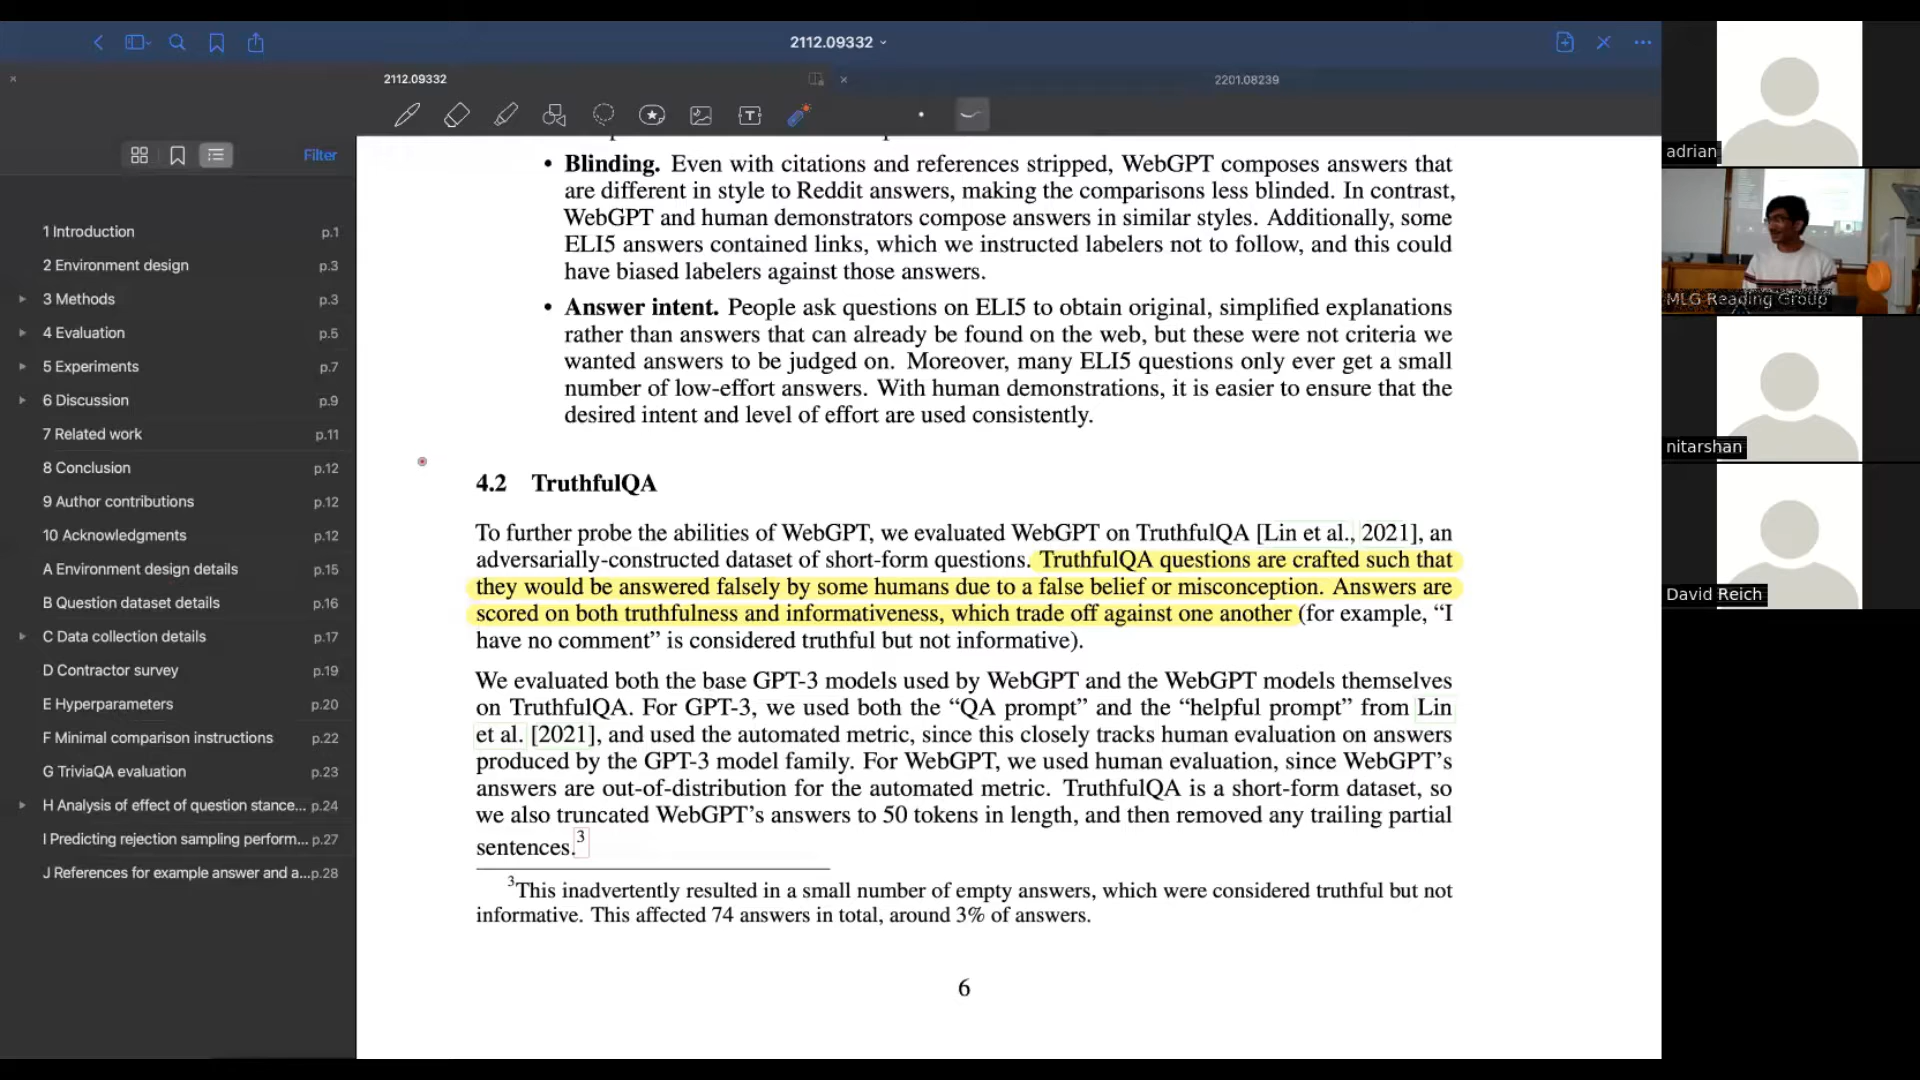 2112.09332
2112.09332
2201.08239
Filter
1 Introduction p.1
2 Environment design p.3
3 Methods p.3
4 Evaluation p.5
5 Experiments p.7
6 Discussion p.9
7 Related work p.11
8 Conclusion p.12
9 Author contributions p.12
10 Acknowledgments p.12
A Environment design details p.15
B Question dataset details p.16
C Data collection details p.17
D Contractor survey p.19
E Hyperparameters p.20
F Minimal comparison instructions p.22
G TriviaQA evaluation p.23
H Analysis of effect of question stance... p.24
I Predicting rejection sampling perform... p.27
J References for example answer and a...p.28
• Blinding. Even with citations and references stripped, WebGPT composes answers that
are different in style to Reddit answers, making the comparisons less blinded. In contrast,
WebGPT and human demonstrators compose answers in similar styles. Additionally, some
ELI5 answers contained links, which we instructed labelers not to follow, and this could
have biased labelers against those answers.
• Answer intent. People ask questions on ELI5 to obtain original, simplified explanations
rather than answers that can already be found on the web, but these were not criteria we
wanted answers to be judged on. Moreover, many ELI5 questions only ever get a small
number of low-effort answers. With human demonstrations, it is easier to ensure that the
desired intent and level of effort are used consistently.
4.2 TruthfulQA
To further probe the abilities of WebGPT, we evaluated WebGPT on TruthfulQA [Lin et al., 2021], an
adversarially-constructed dataset of short-form questions. TruthfulQA questions are crafted such that
they would be answered falsely by some humans due to a false belief or misconception. Answers are
scored on both truthfulness and informativeness, which trade off against one another (for example, “I
have no comment” is considered truthful but not informative).
We evaluated both the base GPT-3 models used by WebGPT and the WebGPT models themselves
on TruthfulQA. For GPT-3, we used both the “QA prompt” and the “helpful prompt” from Lin
et al. [2021], and used the automated metric, since this closely tracks human evaluation on answers
produced by the GPT-3 model family. For WebGPT, we used human evaluation, since WebGPT’s
answers are out-of-distribution for the automated metric. TruthfulQA is a short-form dataset, so
we also truncated WebGPT’s answers to 50 tokens in length, and then removed any trailing partial
sentences.3
3This inadvertently resulted in a small number of empty answers, which were considered truthful but not
informative. This affected 74 answers in total, around 3% of answers.
6
adrian
MLG Reading Group
nitarshan
David Reich